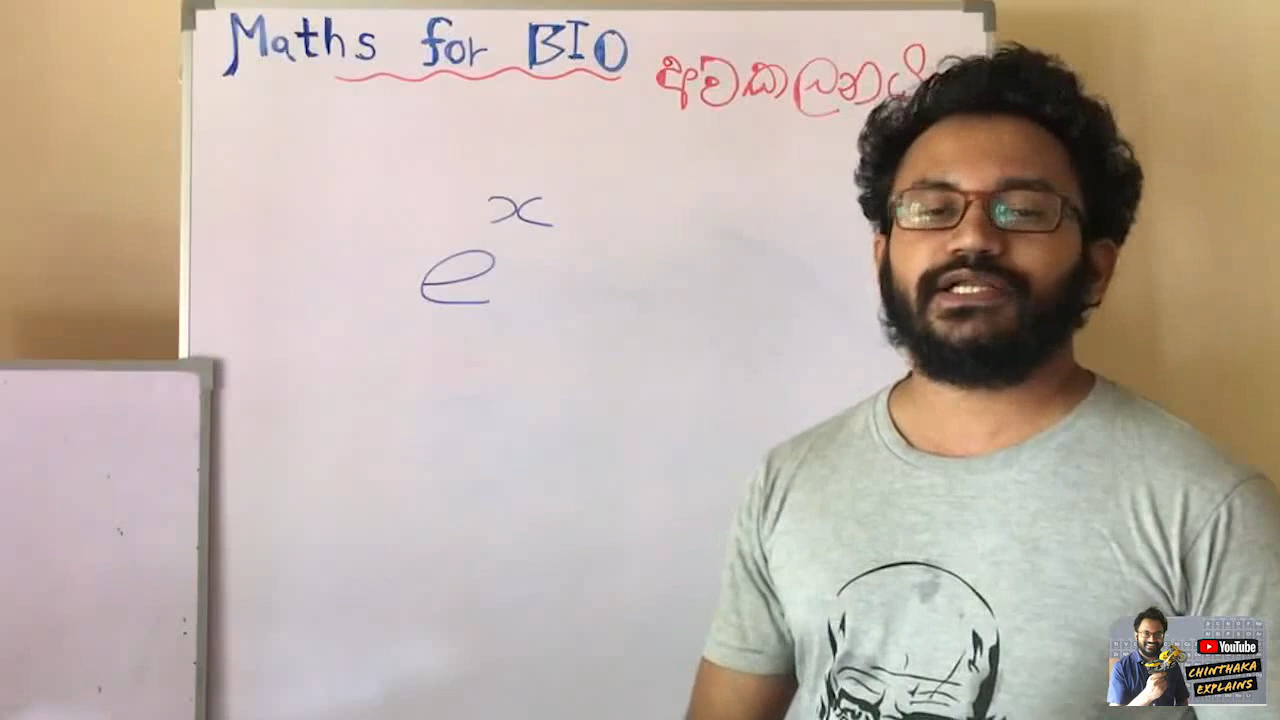 Maths for BIO
අවකලනය
e^x
YouTube
CHINTHAKA
EXPLAINS